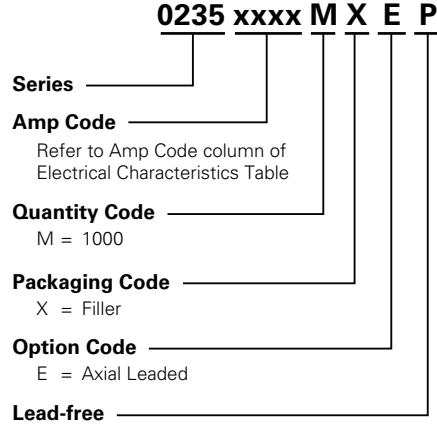 0235 xxxx M X E P
Series
Amp Code
Refer to Amp Code column of
Electrical Characteristics Table
Quantity Code
M = 1000
Packaging Code
X = Filler
Option Code
E = Axial Leaded
Lead-free